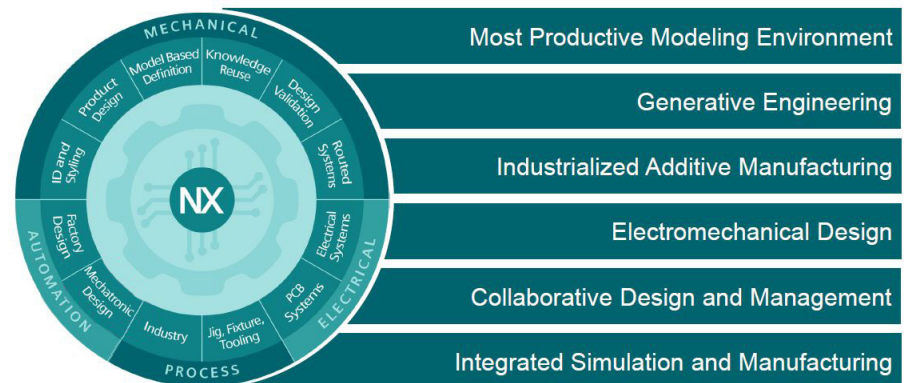 MECHANICAL
Model Based
Definition
Knowledge
Reuse
Design
Validation
Routed
Systems
Electrical
Systems
PCB
Systems
Jig, Fixture,
Tooling
Industry
Mechatronic
Design
Factory
Design
ID and
Styling
Product
Design
NX
ELECTRICAL
PROCESS
AUTOMATION
Most Productive Modeling Environment
Generative Engineering
Industrialized Additive Manufacturing
Electromechanical Design
Collaborative Design and Management
Integrated Simulation and Manufacturing